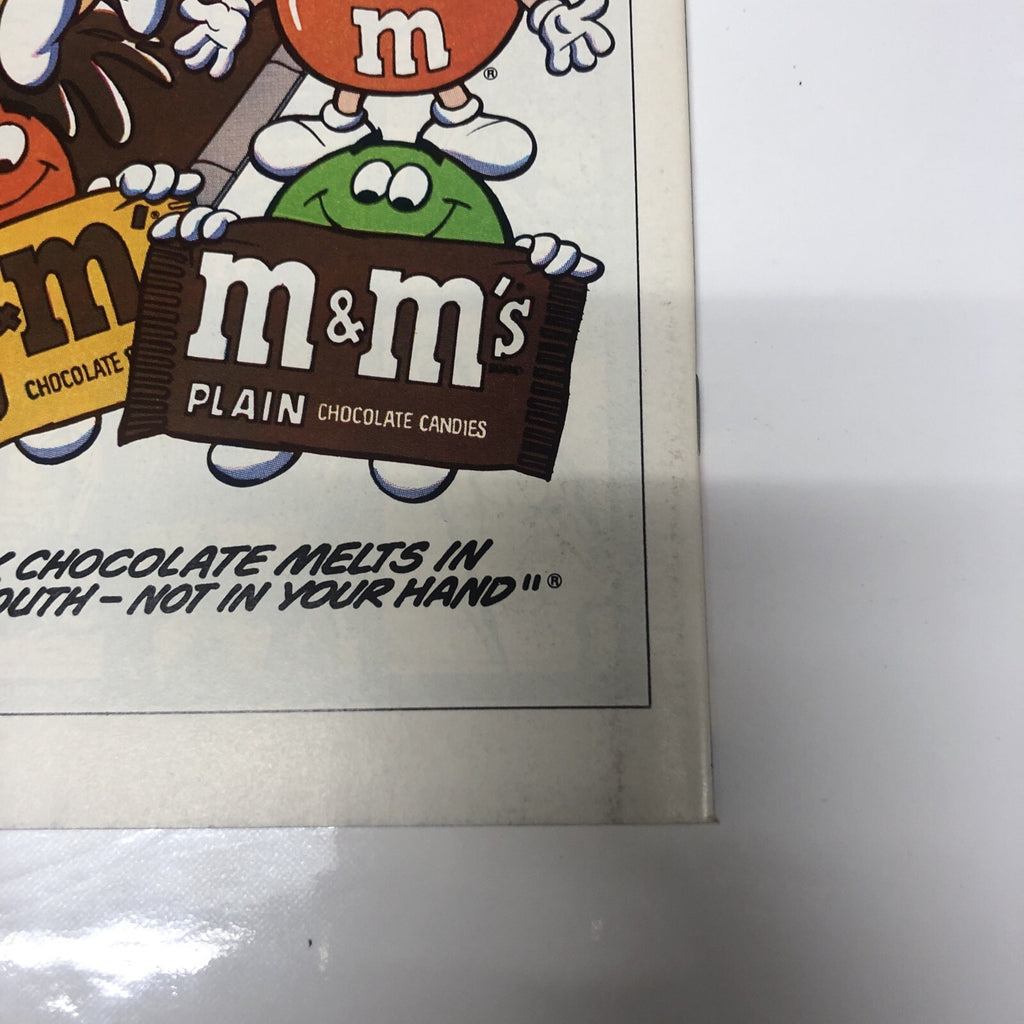 m
®
m&m's
PLAIN CHOCOLATE CANDIES
&m
CHOCOLATE
CHOCOLATE MELTS IN
OUTH – NOT IN YOUR HAND"®